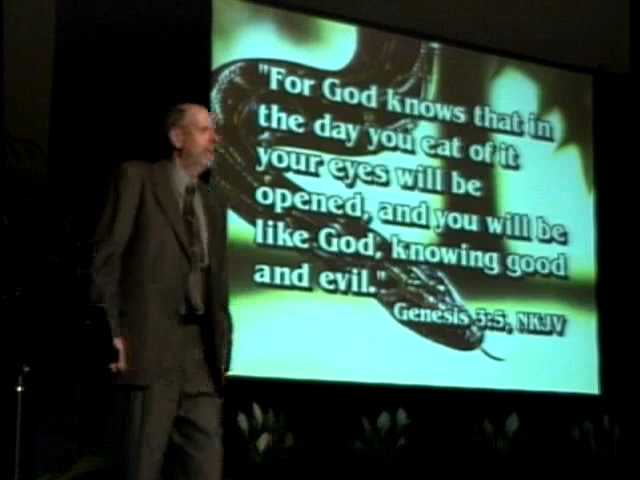 "For God knows that in
the day you eat of it
your eyes will be
opened, and you will be
like God, knowing good
and evil."
Genesis 3:5, NKJV